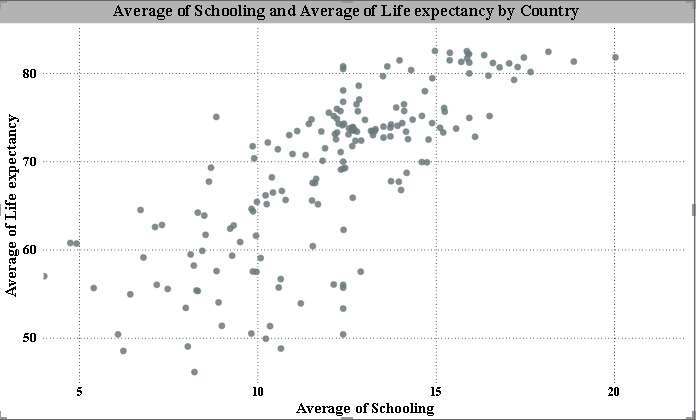 Average of Schooling and Average of Life expectancy by Country
Average of Life expectancy
80
70
60
50
5
10
15
20
Average of Schooling